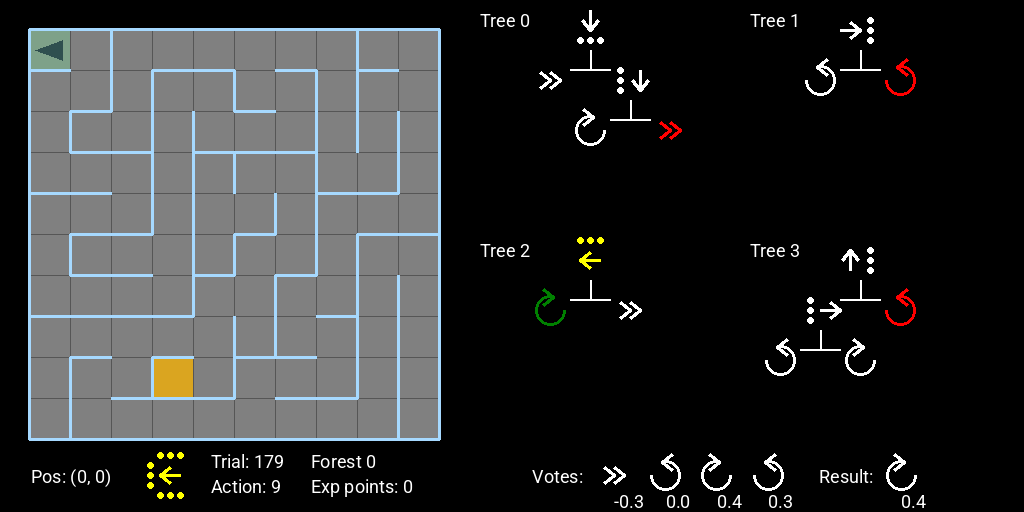 Tree 0
Tree 1
Tree 2
Tree 3
Pos: (0, 0)
Trial: 179
Forest 0
Action: 9
Exp points: 0
Votes:
Result:
-0.3
0.0
0.4
0.3
0.4